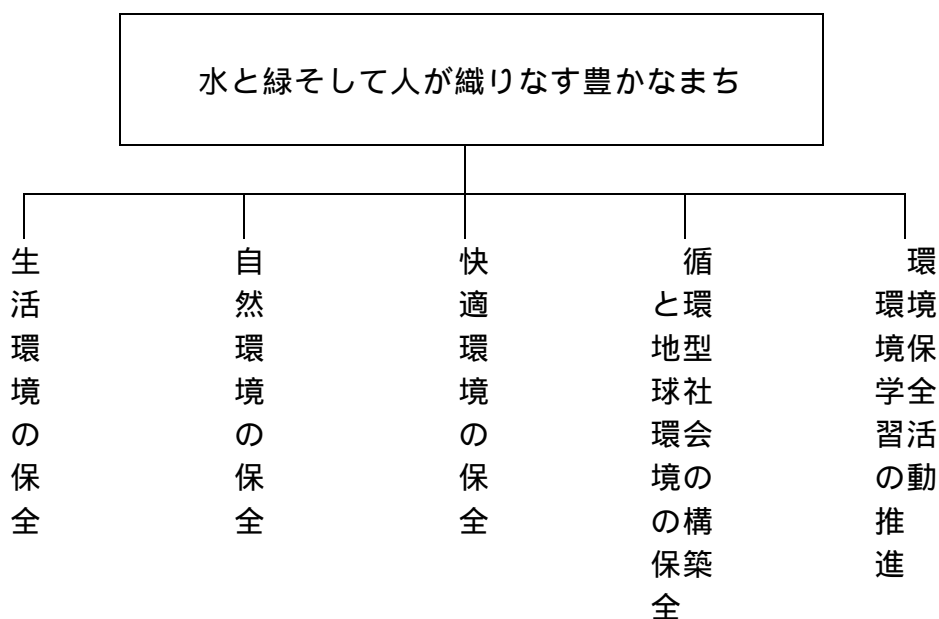 水と緑そして人が織りなす豊かなまち
生活環境の保全
自然環境の保全
快適環境の保全
循環型社会の構築
と地球環境の保全
環境保全活動
環境学習の推進